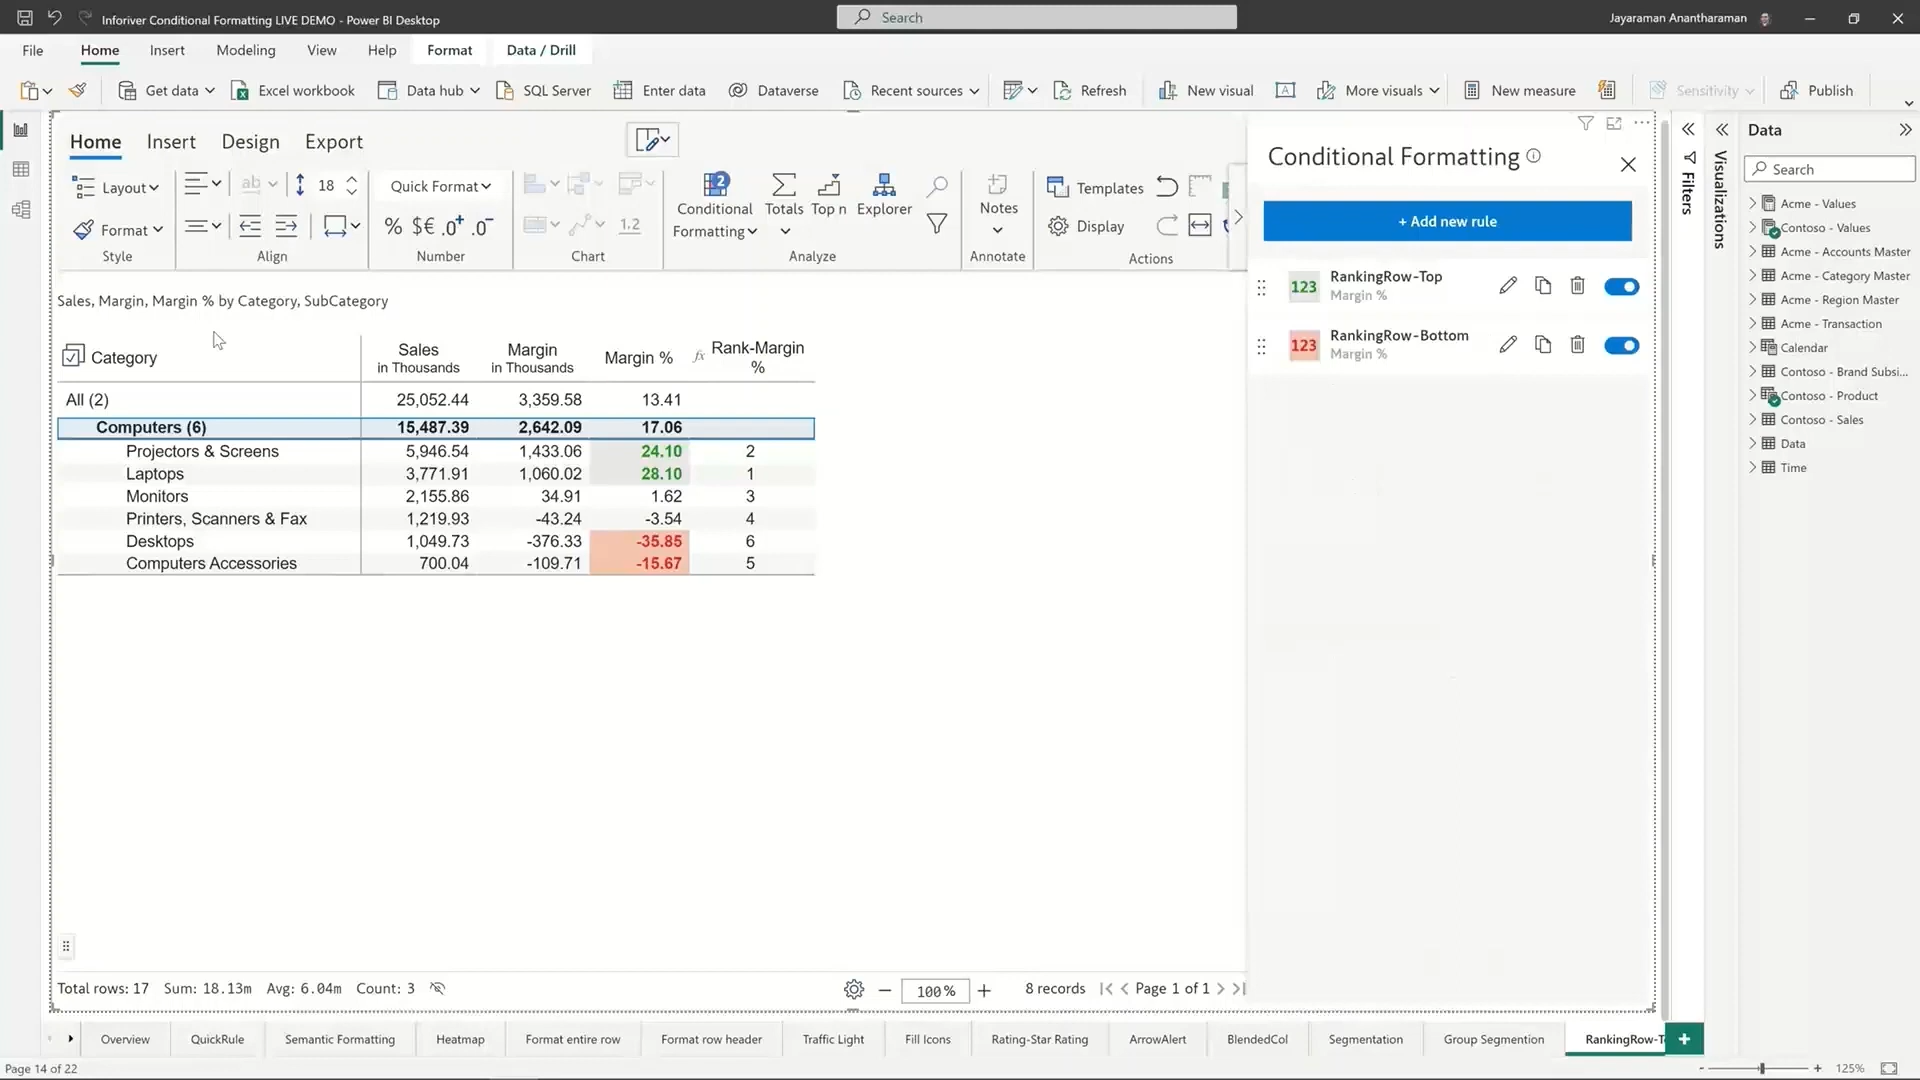 Inforiver Conditional Formatting LIVE DEMO - Power BI Desktop
Search
Jayaraman Anantharaman
File Home Insert Modeling View Help Format Data / Drill
Get data Excel workbook Data hub SQL Server Enter data Dataverse Recent sources Refresh New visual More visuals New measure Sensitivity Publish
Home Insert Design Export
Layout
ab
18
Quick Format
2
Conditional Formatting
Totals
Top n
Explorer
Notes
Templates
Format
% $€ .0+ .0-
1.2
Display
Style Align Number Chart Analyze Annotate Actions
Sales, Margin, Margin % by Category, SubCategory
Category Sales in Thousands Margin in Thousands Margin % fx Rank-Margin %
All (2) 25,052.44 3,359.58 13.41
Computers (6) 15,487.39 2,642.09 17.06
Projectors & Screens 5,946.54 1,433.06 24.10 2
Laptops 3,771.91 1,060.02 28.10 1
Monitors 2,155.86 34.91 1.62 3
Printers, Scanners & Fax 1,219.93 -43.24 -3.54 4
Desktops 1,049.73 -376.33 -35.85 6
Computers Accessories 700.04 -109.71 -15.67 5
Total rows: 17 Sum: 18.13m Avg: 6.04m Count: 3
100 %
8 records
Page 1 of 1
Conditional Formatting
+ Add new rule
123 RankingRow-Top
Margin %
123 RankingRow-Bottom
Margin %
Filters
Visualizations
Data
Search
Acme - Values
Contoso - Values
Acme - Accounts Master
Acme - Category Master
Acme - Region Master
Acme - Transaction
Calendar
Contoso - Brand Subsi...
Contoso - Product
Contoso - Sales
Data
Time
Overview QuickRule Semantic Formatting Heatmap Format entire row Format row header Traffic Light Fill Icons Rating-Star Rating ArrowAlert BlendedCol Segmentation Group Segmention RankingRow-T
Page 14 of 22
125%